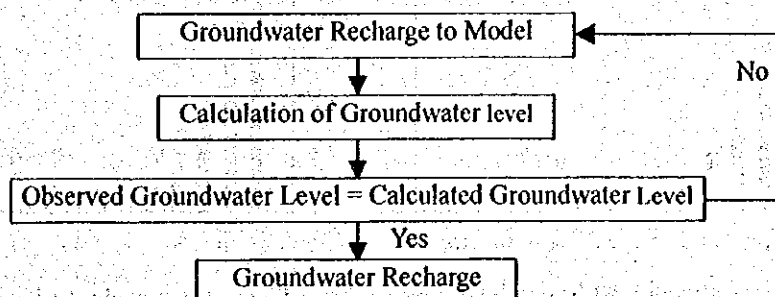 Groundwater Recharge to Model
No
Calculation of Groundwater level
Observed Groundwater Level = Calculated Groundwater Level
Yes
Groundwater Recharge